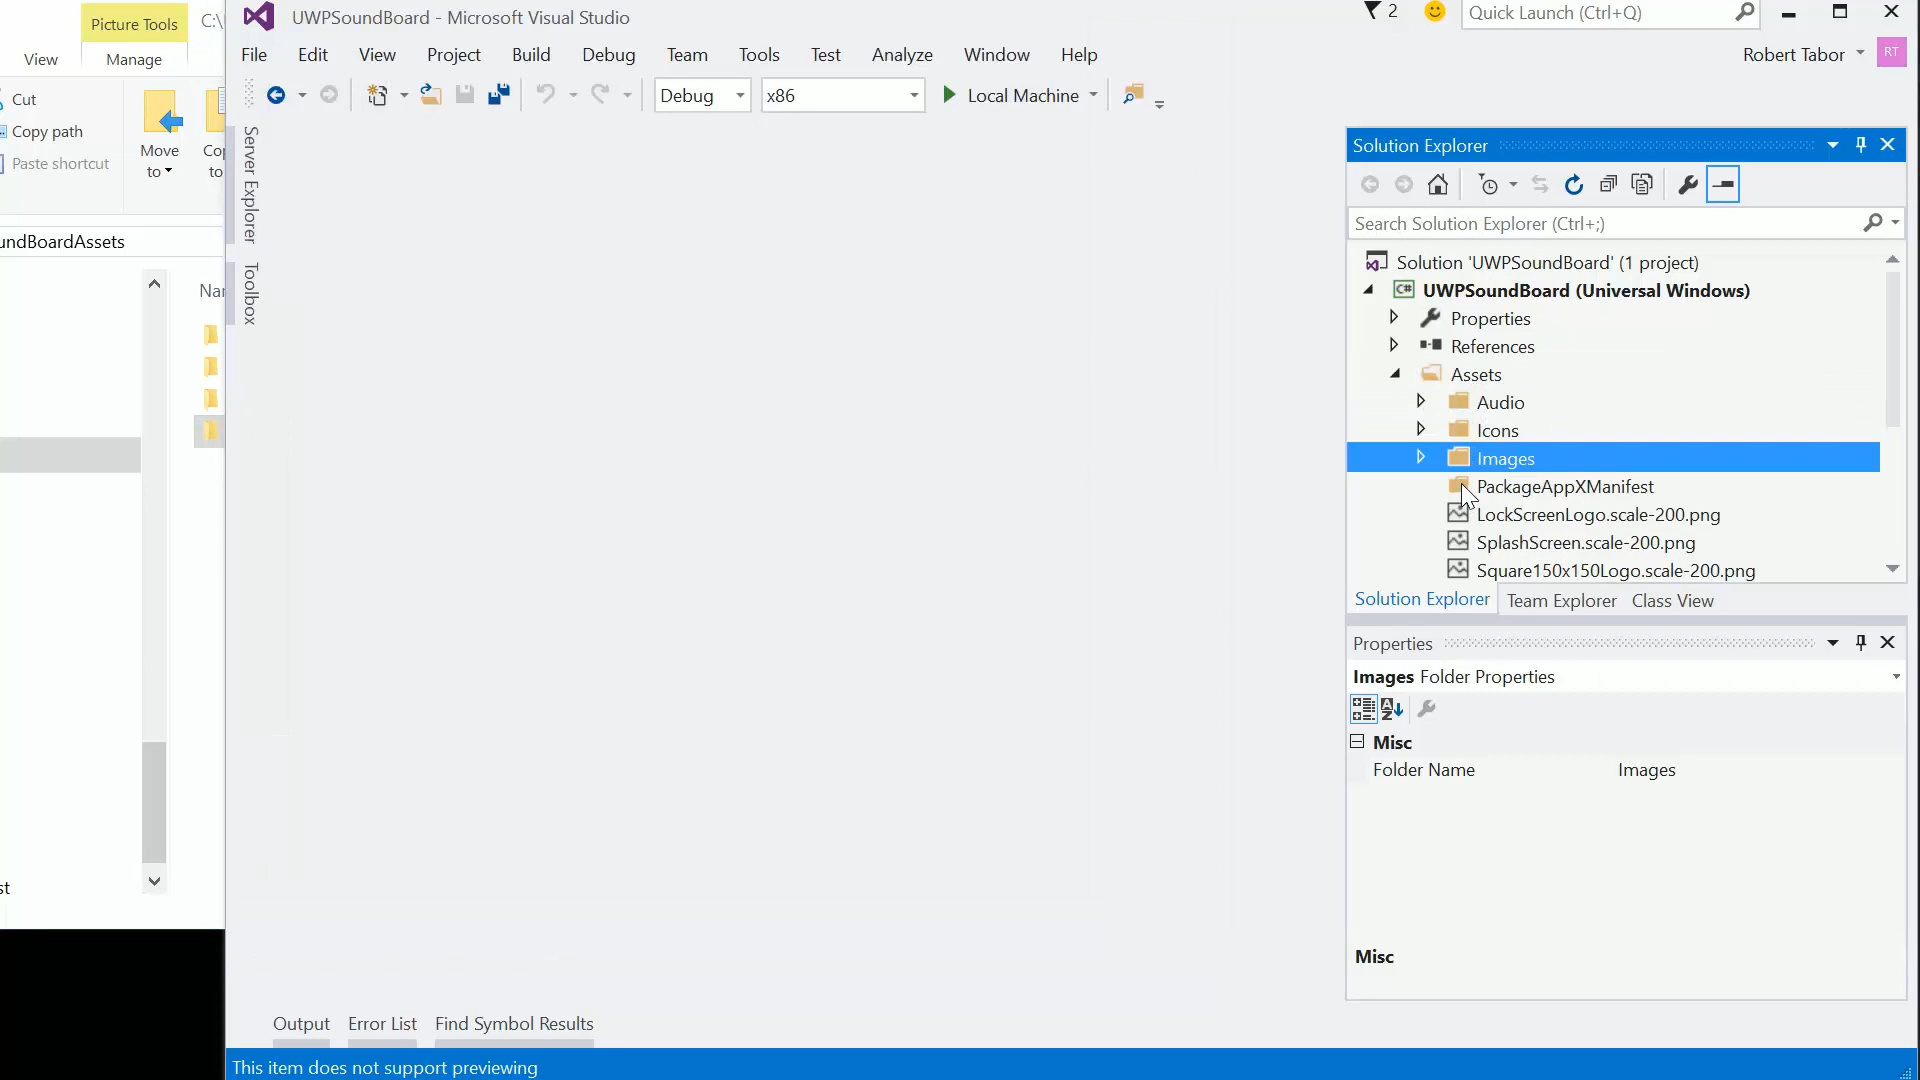 Picture Tools
C:\
View
Manage
Cut
Copy path
Paste shortcut
Move
to
Cop
to
undBoardAssets
Nar
st
UWPSoundBoard - Microsoft Visual Studio
2
Quick Launch (Ctrl+Q)
File Edit View Project Build Debug Team Tools Test Analyze Window Help
Robert Tabor
RT
Debug
x86
Local Machine
Server Explorer
Toolbox
Solution Explorer
Search Solution Explorer (Ctrl+;)
Solution 'UWPSoundBoard' (1 project)
C# UWPSoundBoard (Universal Windows)
Properties
References
Assets
Audio
Icons
Images
PackageAppXManifest
LockScreenLogo.scale-200.png
SplashScreen.scale-200.png
Square150x150Logo.scale-200.png
Solution Explorer Team Explorer Class View
Properties
Images Folder Properties
Misc
Folder Name Images
Misc
Output Error List Find Symbol Results
This item does not support previewing